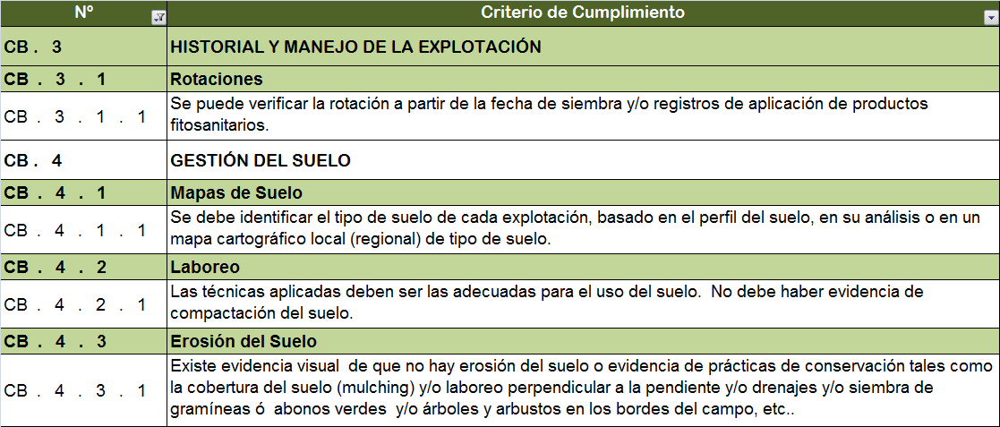 Nº Criterio de Cumplimiento
CB . 3 HISTORIAL Y MANEJO DE LA EXPLOTACIÓN
CB . 3 . 1 Rotaciones
CB . 3 . 1 . 1 Se puede verificar la rotación a partir de la fecha de siembra y/o registros de aplicación de productos
fitosanitarios.
CB . 4 GESTIÓN DEL SUELO
CB . 4 . 1 Mapas de Suelo
CB . 4 . 1 . 1 Se debe identificar el tipo de suelo de cada explotación, basado en el perfil del suelo, en su análisis o en un
mapa cartográfico local (regional) de tipo de suelo.
CB . 4 . 2 Laboreo
CB . 4 . 2 . 1 Las técnicas aplicadas deben ser las adecuadas para el uso del suelo.  No debe haber evidencia de
compactación del suelo.
CB . 4 . 3 Erosión del Suelo
CB . 4 . 3 . 1 Existe evidencia visual  de que no hay erosión del suelo o evidencia de prácticas de conservación tales como
la cobertura del suelo (mulching) y/o laboreo perpendicular a la pendiente y/o drenajes y/o siembra de
gramíneas ó  abonos verdes  y/o árboles y arbustos en los bordes del campo, etc..